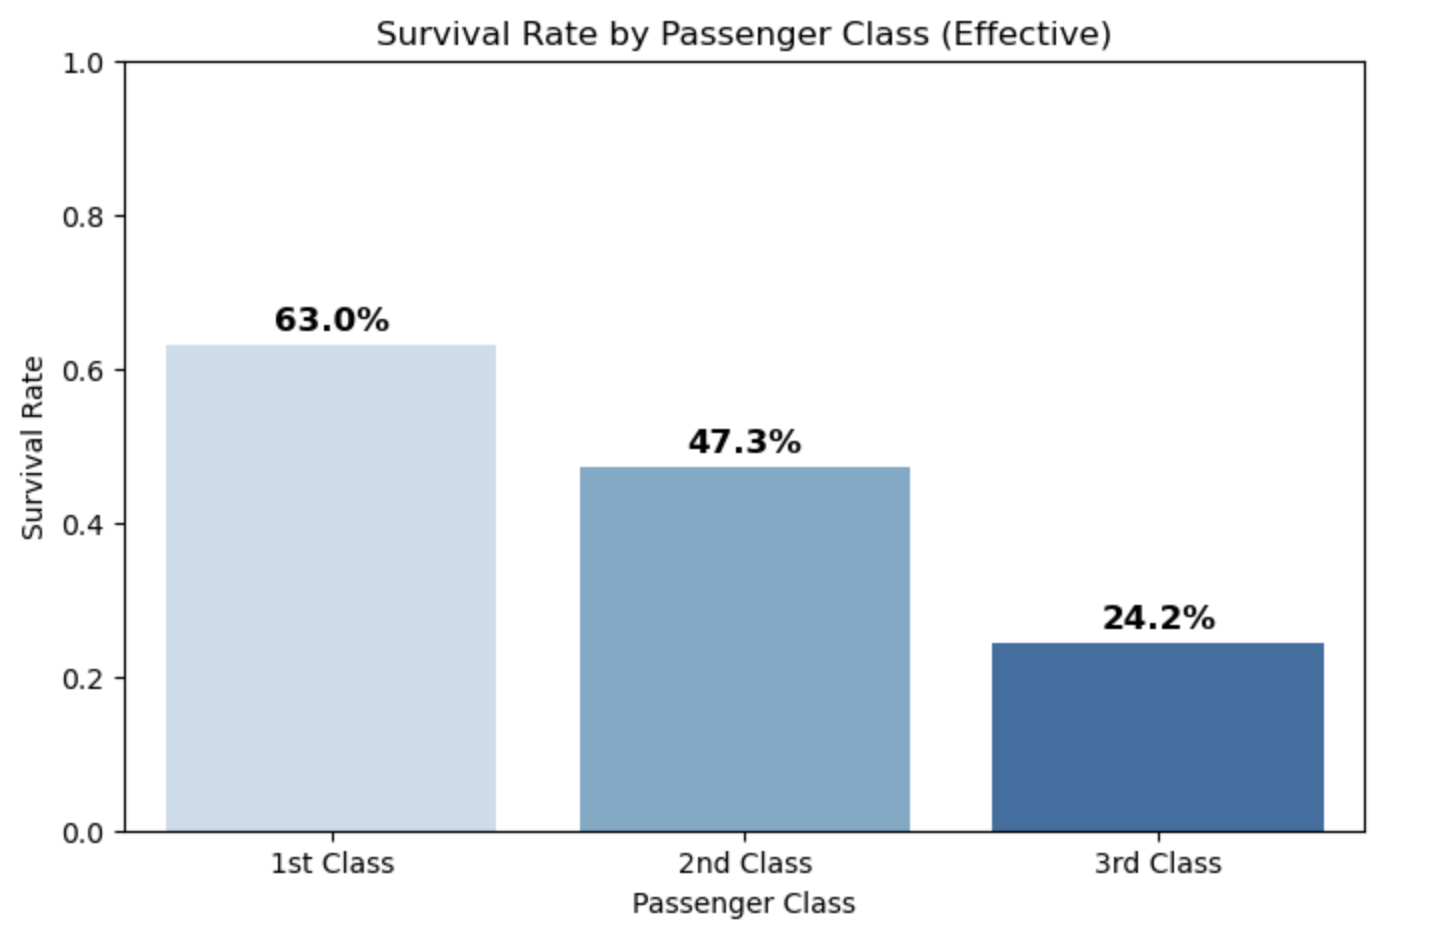 Survival Rate by Passenger Class (Effective)
1.0
0.8
0.6
0.4
0.2
0.0
Survival Rate
63.0%
47.3%
24.2%
1st Class
2nd Class
3rd Class
Passenger Class